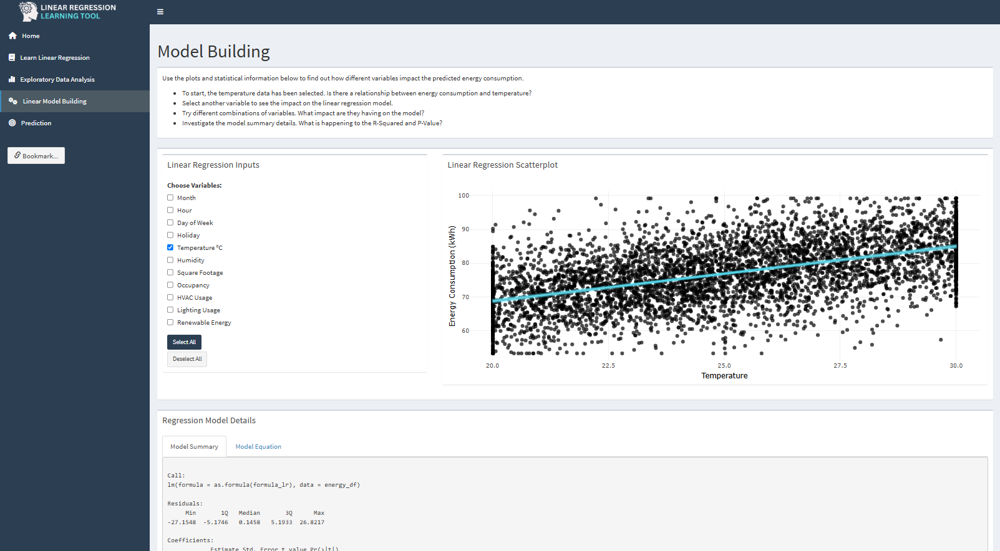 LINEAR REGRESSION
LEARNING TOOL
Home
Learn Linear Regression
Exploratory Data Analysis
Linear Model Building
Prediction
Bookmark...
Model Building
Use the plots and statistical information below to find out how different variables impact the predicted energy consumption.
To start, the temperature data has been selected. Is there a relationship between energy consumption and temperature?
Select another variable to see the impact on the linear regression model.
Try different combinations of variables. What impact are they having on the model?
Investigate the model summary details. What is happening to the R-Squared and P-Value?
Linear Regression Inputs
Choose Variables:
Month
Hour
Day of Week
Holiday
Temperature °C
Humidity
Square Footage
Occupancy
HVAC Usage
Lighting Usage
Renewable Energy
Select All
Deselect All
Linear Regression Scatterplot
100
90
80
70
60
Energy Consumption (kWh)
20.0 22.5 25.0 27.5 30.0
Temperature
Regression Model Details
Model Summary Model Equation
Call:
lm(formula = as.formula(formula_lr), data = energy_df)
Residuals:
Min 1Q Median 3Q Max
-27.1548 -5.1746 0.1458 5.1933 26.8217
Coefficients:
Estimate Std. Error t value Pr(>|t|)